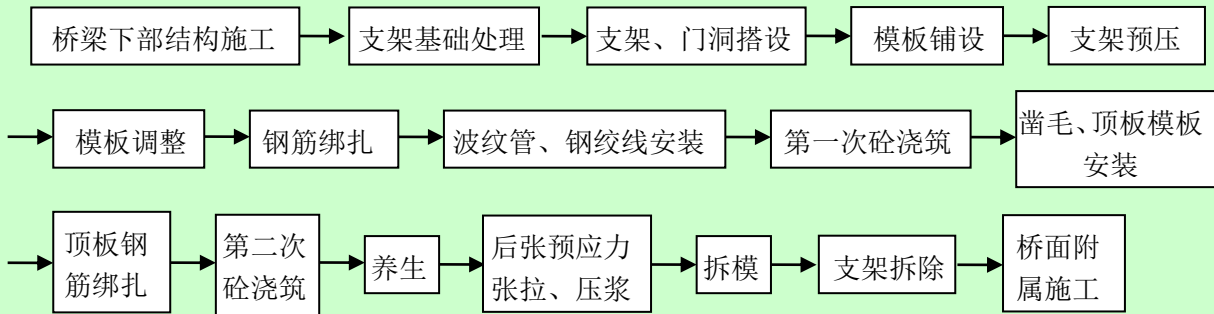 桥梁下部结构施工
支架基础处理
支架、门洞搭设
模板铺设
支架预压
模板调整
钢筋绑扎
波纹管、钢绞线安装
第一次砼浇筑
凿毛、顶板模板
安装
顶板钢
筋绑扎
第二次
砼浇筑
养生
后张预应力
张拉、压浆
拆模
支架拆除
桥面附
属施工